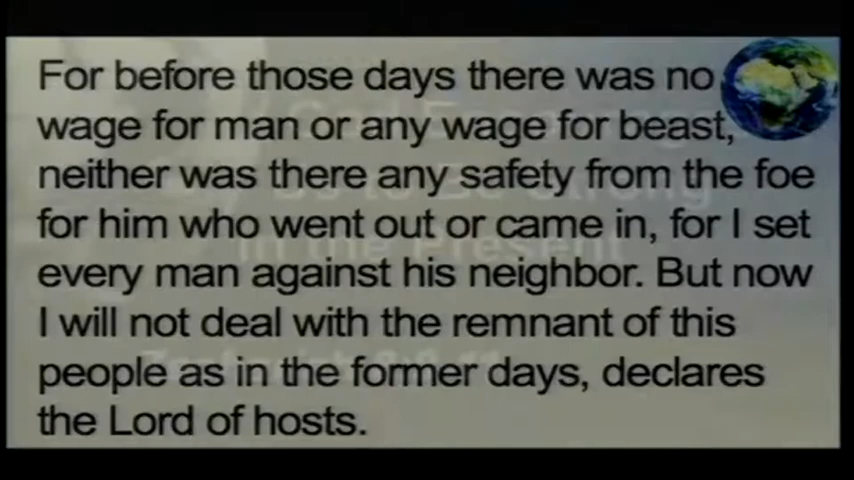 For before those days there was no
wage for man or any wage for beast,
neither was there any safety from the foe
for him who went out or came in, for I set
every man against his neighbor. But now
I will not deal with the remnant of this
people as in the former days, declares
the Lord of hosts.
in the Present